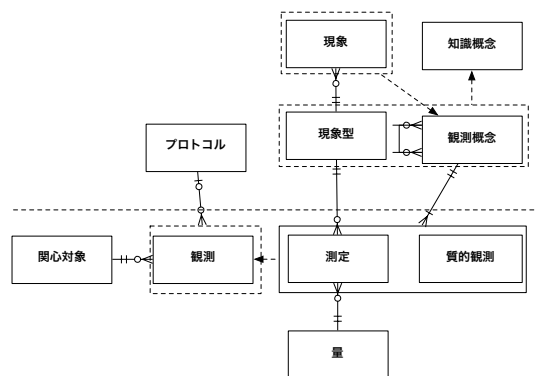 現象
知識概念
現象型
観測概念
プロトコル
関心対象
観測
測定
質的観測
量